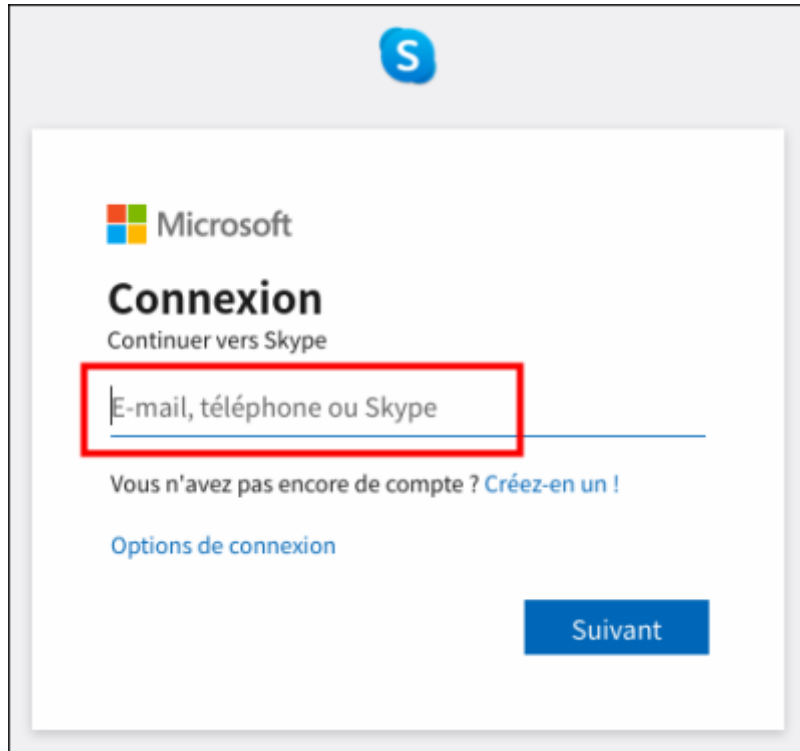 S
Microsoft
Connexion
Continuer vers Skype
E-mail, téléphone ou Skype
Vous n'avez pas encore de compte ? Créez-en un !
Options de connexion
Suivant